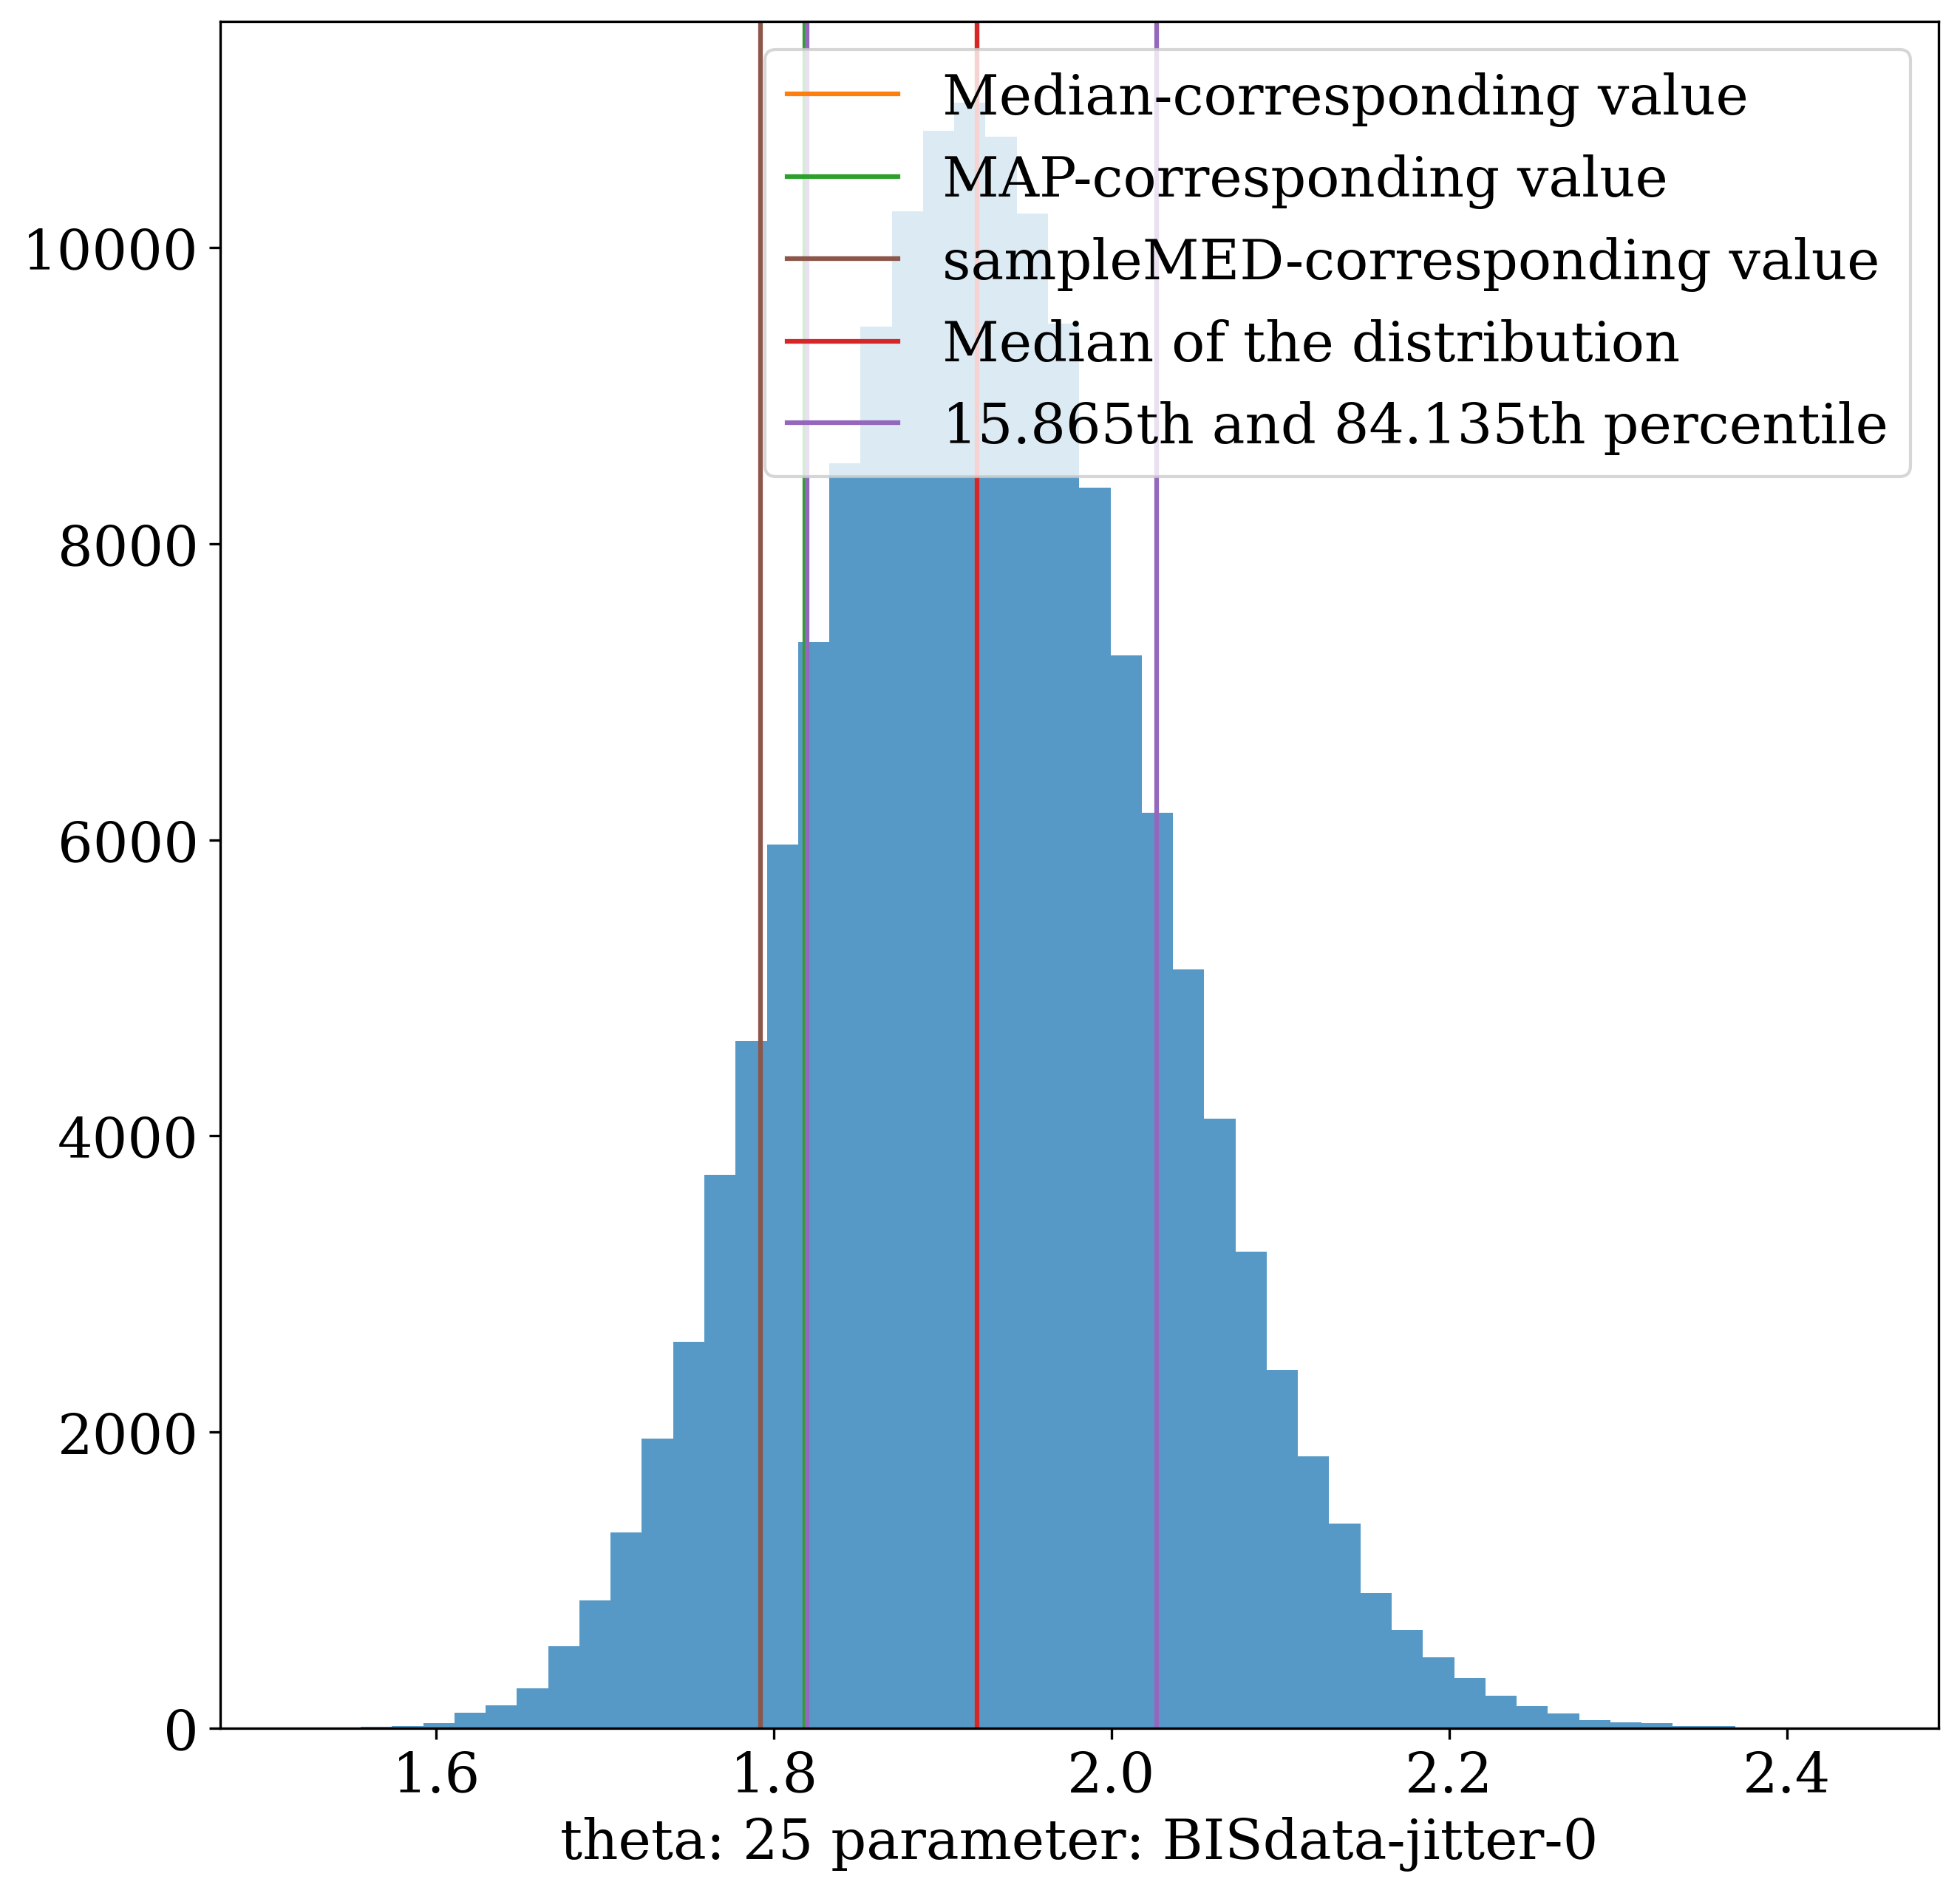 Median-corresponding value
MAP-corresponding value
sampleMED-corresponding value
Median of the distribution
15.865th and 84.135th percentile
10000
8000
6000
4000
2000
0
1.6 1.8 2.0 2.2 2.4
theta: 25 parameter: BISdata-jitter-0